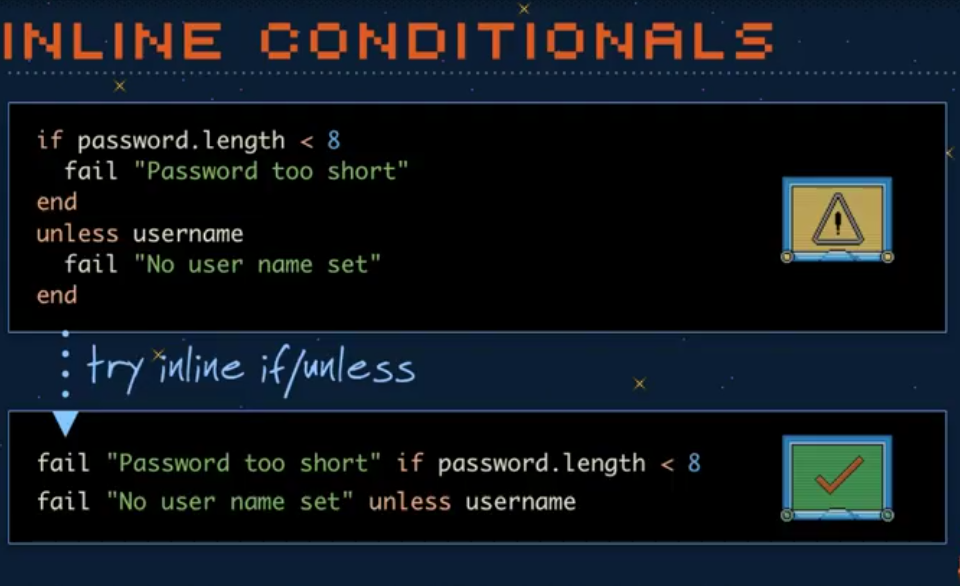 INLINE CONDITIONALS
if password.length < 8
  fail "Password too short"
end
unless username
  fail "No user name set"
end
try inline if/unless
fail "Password too short" if password.length < 8
fail "No user name set" unless username